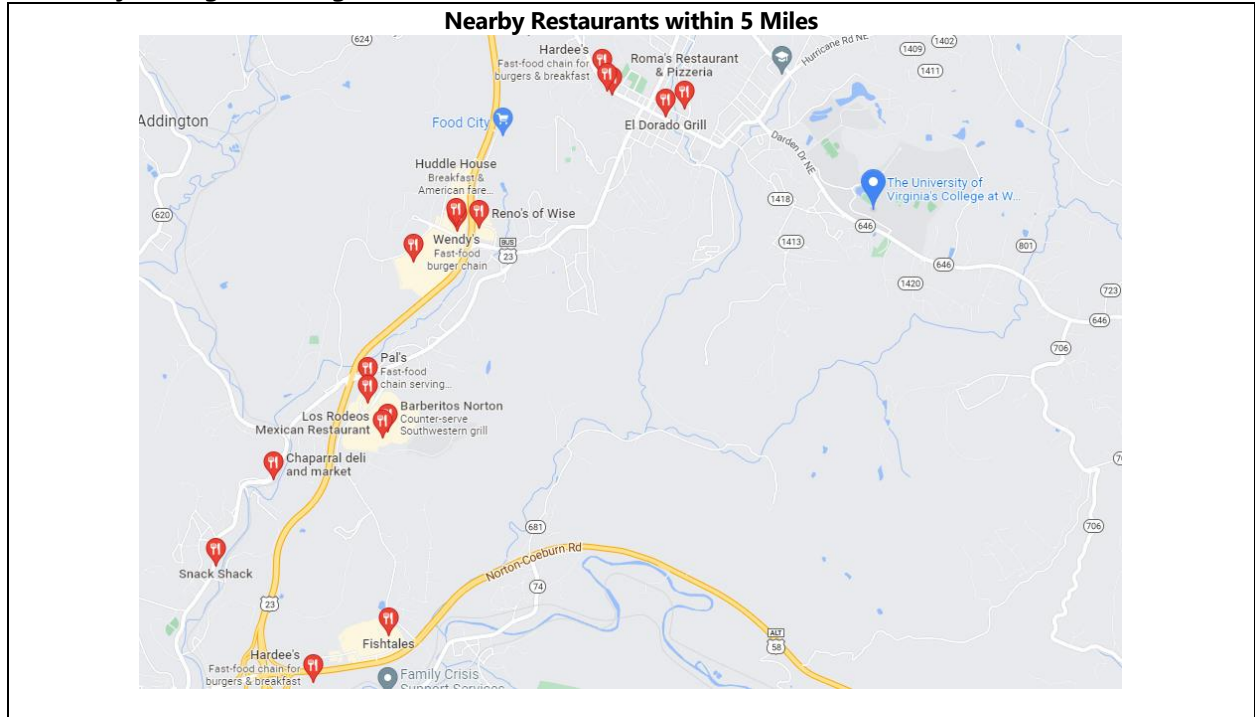 Nearby Restaurants within 5 Miles
624
Hardee's
Fast-food chain for
burgers & breakfast
Roma's Restaurant
& Pizzeria
Hurricane Rd NE
1409
1402
1411
Addington
Food City
El Dorado Grill
Darden Dr NE
Huddle House
Breakfast &
American fare...
The University of
Virginia's College at W...
620
Reno's of Wise
1418
646
Wendy's
Fast-food
burger chain
BUS
23
1413
801
646
1420
723
646
706
Pal's
Fast-food
chain serving...
Los Rodeos
Mexican Restaurant
Barberitos Norton
Counter-serve
Southwestern grill
Chaparral deli
and market
681
706
Norton-Coeburn Rd
Snack Shack
74
23
Fishtales
ALT
58
Hardee's
Fast-food chain for
burgers & breakfast
Family Crisis
Support Services